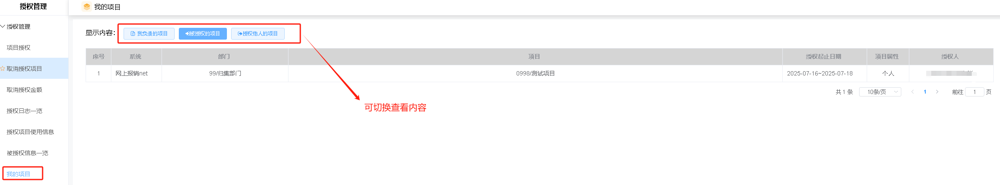 授权管理
我的项目
授权管理
项目授权
取消授权项目
取消授权金额
授权日志一览
授权项目使用信息
被授权信息一览
我的项目
显示内容: 我负责的项目 被授权的项目 授权他人的项目
序号 系统 部门 项目 授权起止日期 项目属性 授权人
1 网上报销net 99/归集部门 0998/测试项目 2025-07-16~2025-07-18 个人
共 1 条 10条/页 1 前往 1 页
可切换查看内容